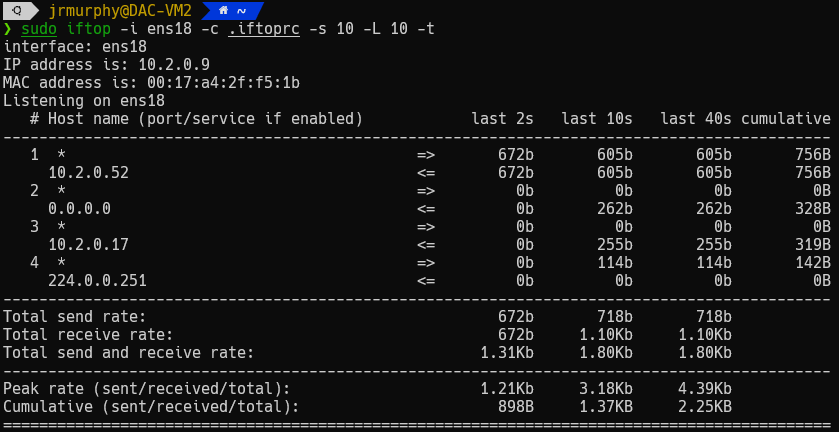 jrmurphy@DAC-VM2 ~
❯ sudo iftop -i ens18 -c .iftoprc -s 10 -L 10 -t
interface: ens18
IP address is: 10.2.0.9
MAC address is: 00:17:a4:2f:f5:1b
Listening on ens18
   # Host name (port/service if enabled)            last 2s   last 10s   last 40s cumulative
--------------------------------------------------------------------------------------------
   1  *                                        =>       672b       605b       605b       756B
     10.2.0.52                                <=       672b       605b       605b       756B
   2  *                                        =>         0b         0b         0b         0B
     0.0.0.0                                  <=         0b       262b       262b       328B
   3  *                                        =>         0b         0b         0b         0B
     10.2.0.17                                <=         0b       255b       255b       319B
   4  *                                        =>         0b       114b       114b       142B
     224.0.0.251                              <=         0b         0b         0b         0B
--------------------------------------------------------------------------------------------
Total send rate:                                       672b       718b       718b
Total receive rate:                                    672b     1.10Kb     1.10Kb
Total send and receive rate:                         1.31Kb     1.80Kb     1.80Kb
--------------------------------------------------------------------------------------------
Peak rate (sent/received/total):                     1.21Kb     3.18Kb     4.39Kb
Cumulative (sent/received/total):                      898B     1.37KB     2.25KB
============================================================================================